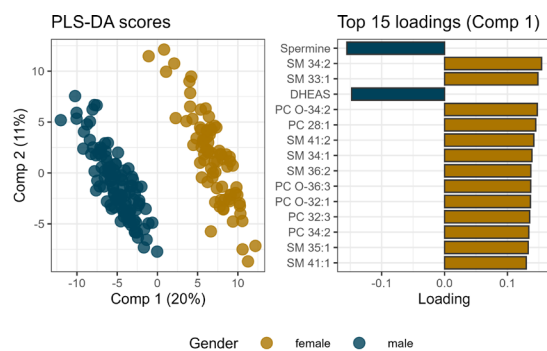 PLS-DA scores
Comp 2 (11%)
10
5
0
-5
-10
-5
0
5
10
Comp 1 (20%)
Top 15 loadings (Comp 1)
Spermine
SM 34:2
SM 33:1
DHEAS
PC O-34:2
PC 28:1
SM 41:2
SM 34:1
SM 36:2
PC O-36:3
PC O-32:1
PC 32:3
PC 34:2
SM 35:1
SM 41:1
-0.1
0.0
0.1
Loading
Gender
female
male